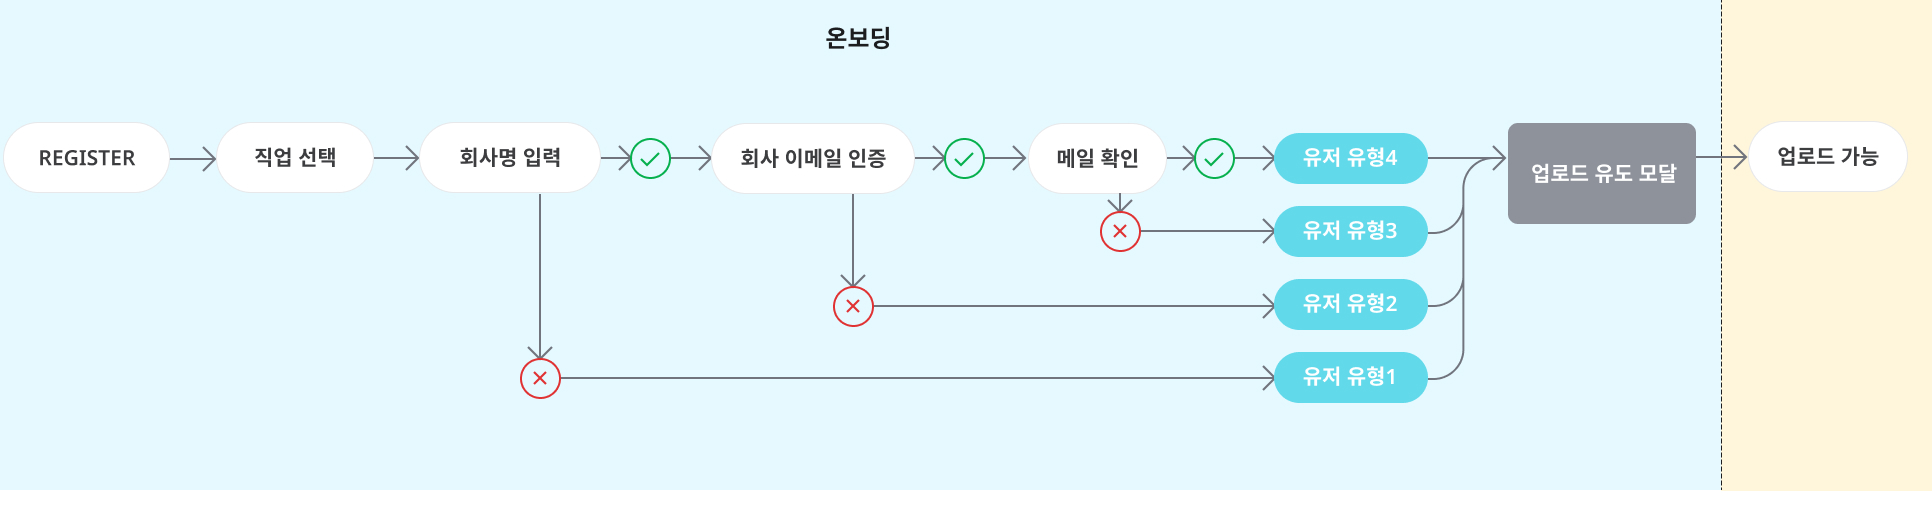 온보딩
REGISTER
직업 선택
회사명 입력
회사 이메일 인증
메일 확인
유저 유형4
유저 유형3
유저 유형2
유저 유형1
업로드 유도 모달
업로드 가능